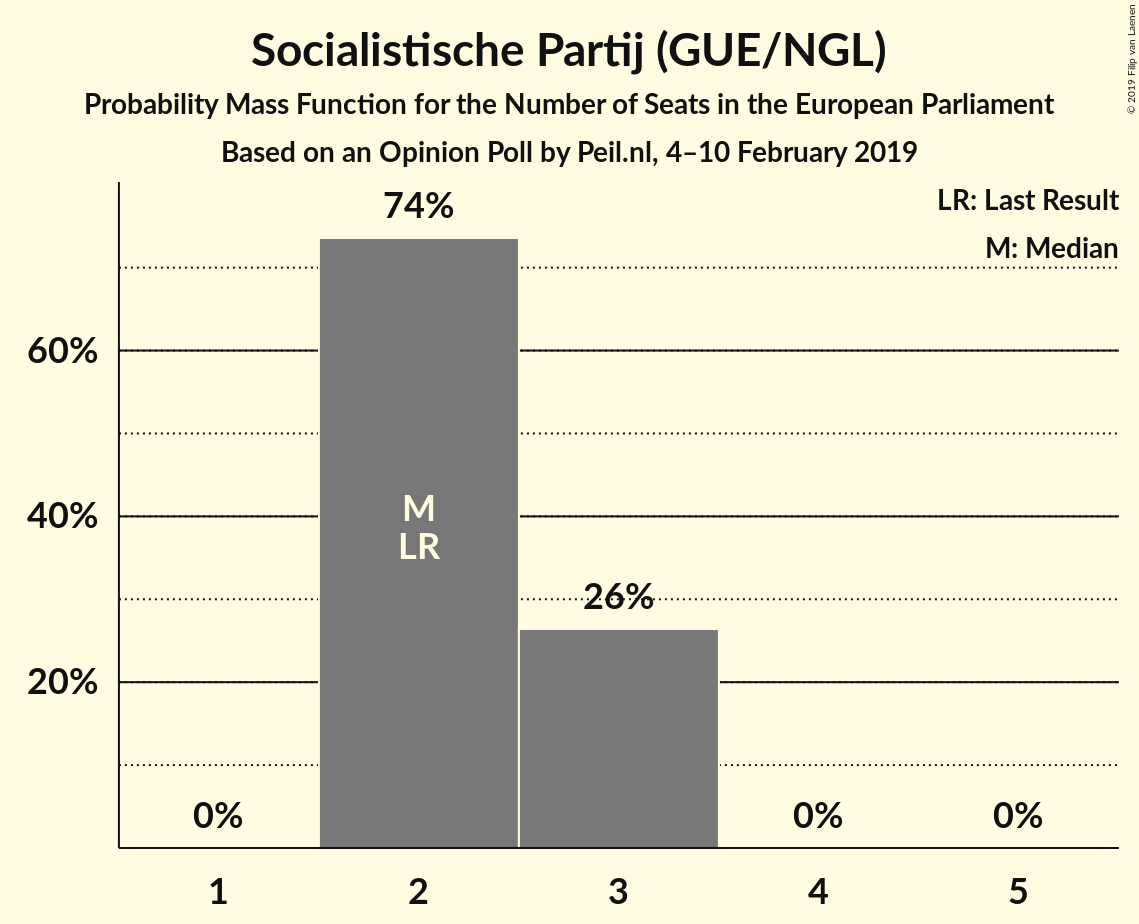 Socialistische Partij (GUE/NGL)
Probability Mass Function for the Number of Seats in the European Parliament
Based on an Opinion Poll by Peil.nl, 4–10 February 2019
© 2019 Filip van Laenen
LR: Last Result
M: Median
74%
60%
40%
20%
M
LR
26%
0%
0%
0%
1
2
3
4
5